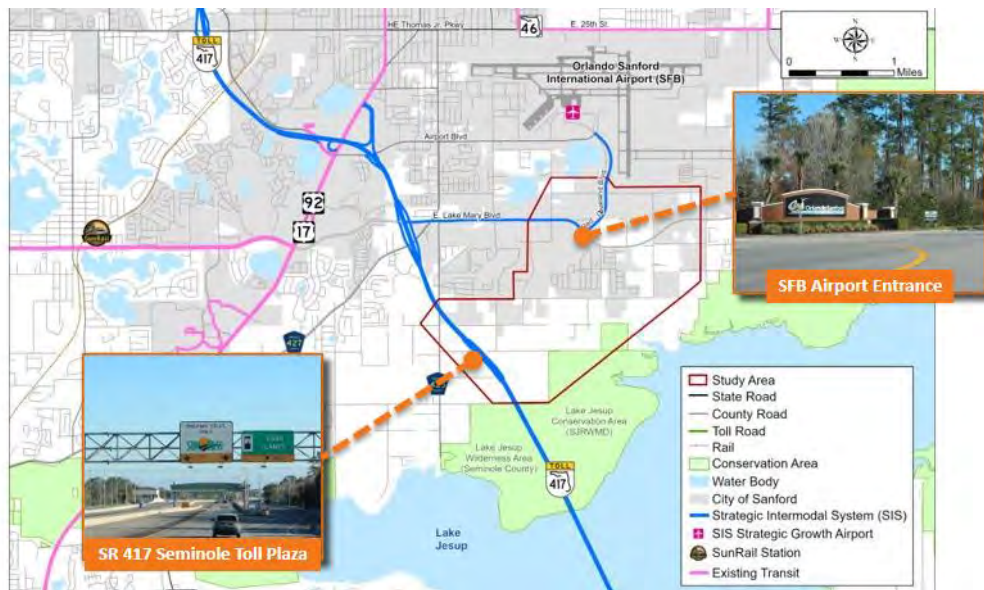 TOLL
417
HE Thomas Jr. Pkwy
46
E. 25th St.
Orlando Sanford
International Airport (SFB)
N
W
E
S
0
1
Miles
Airport Blvd
92
17
E. Lake Mary Blvd
SunRail
427
SFB Airport Entrance
SR 417 Seminole Toll Plaza
Lake Jesup
Conservation Area
(SJRWMD)
Lake Jesup
Wilderness Area
(Seminole County)
TOLL
417
Lake
Jesup
Study Area
State Road
County Road
Toll Road
Rail
Conservation Area
Water Body
City of Sanford
Strategic Intermodal System (SIS)
SIS Strategic Growth Airport
SunRail Station
Existing Transit